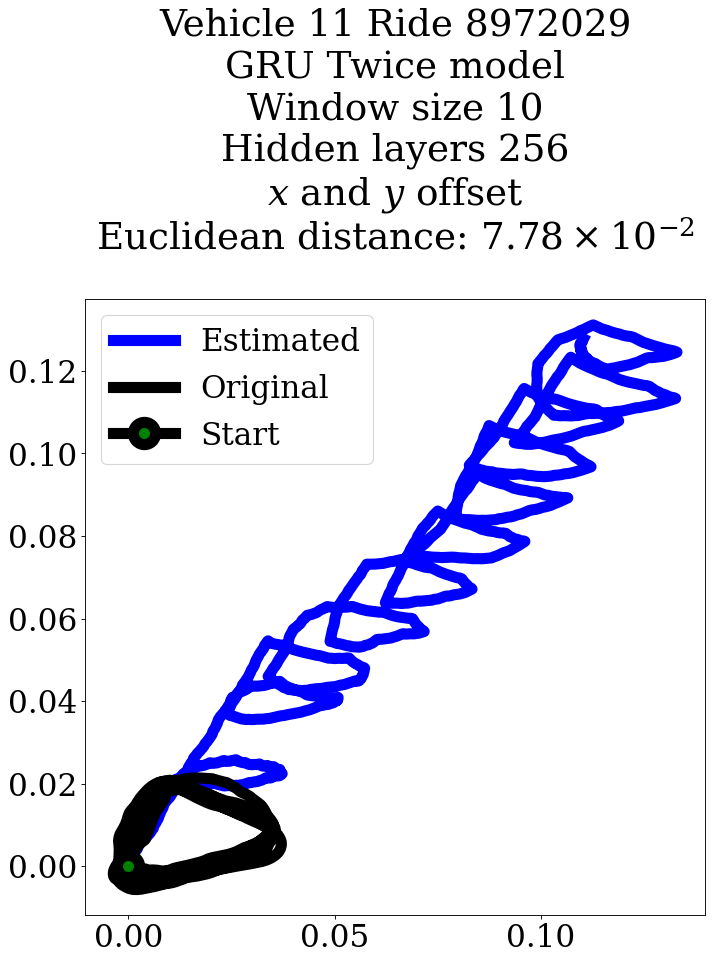 Vehicle 11 Ride 8972029
GRU Twice model
Window size 10
Hidden layers 256
x and y offset
Euclidean distance: 7.78 × 10⁻²
Estimated
Original
Start
0.12
0.10
0.08
0.06
0.04
0.02
0.00
0.00 0.05 0.10